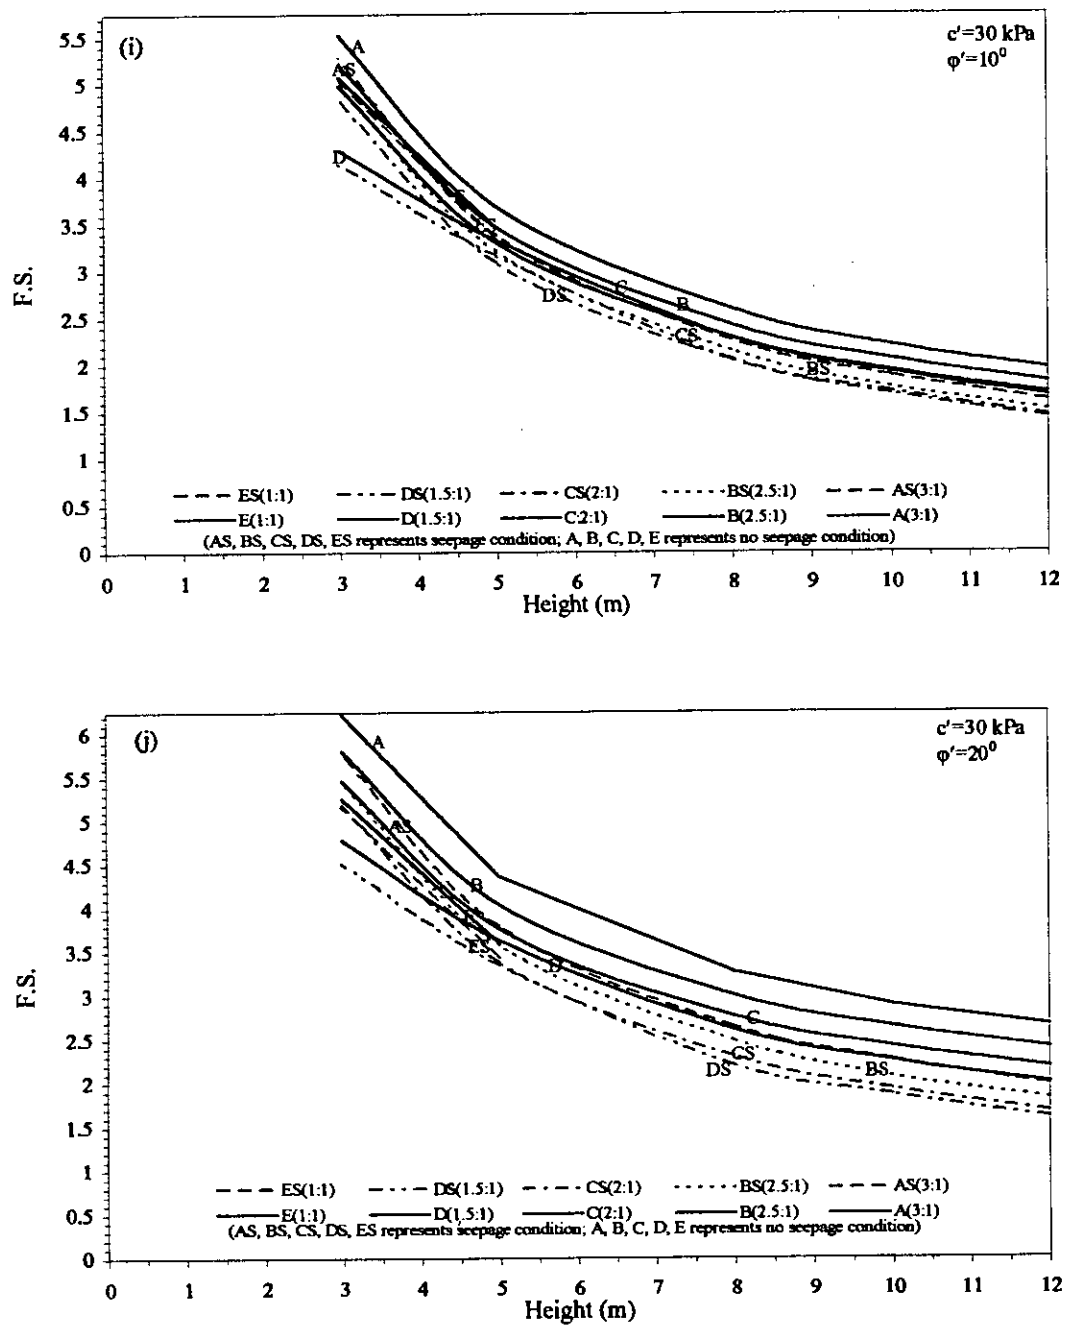 (i)
c'=30 kPa
φ'=10⁰
5.5
5
4.5
4
3.5
3
2.5
2
1.5
1
0.5
0
F.S.
A
AS
D
C
B
DS
CS
BS
ES(1:1) DS(1.5:1) CS(2:1) BS(2.5:1) AS(3:1)
E(1:1) D(1.5:1) C:2:1) B(2.5:1) A(3:1)
(AS, BS, CS, DS, ES represents seepage condition; A, B, C, D, E represents no seepage condition)
0 1 2 3 4 5 6 7 8 9 10 11 12
Height (m)
(j)
c'=30 kPa
φ'=20⁰
6
5.5
5
4.5
4
3.5
3
2.5
2
1.5
1
0.5
0
F.S.
A
AS
B
ES
D
C
CS
DS
BS
ES(1:1) DS(1.5:1) CS(2:1) BS(2.5:1) AS(3:1)
E(1:1) D(1.5:1) C(2:1) B(2.5:1) A(3:1)
(AS, BS, CS, DS, ES represents seepage condition; A, B, C, D, E represents no seepage condition)
0 1 2 3 4 5 6 7 8 9 10 11 12
Height (m)